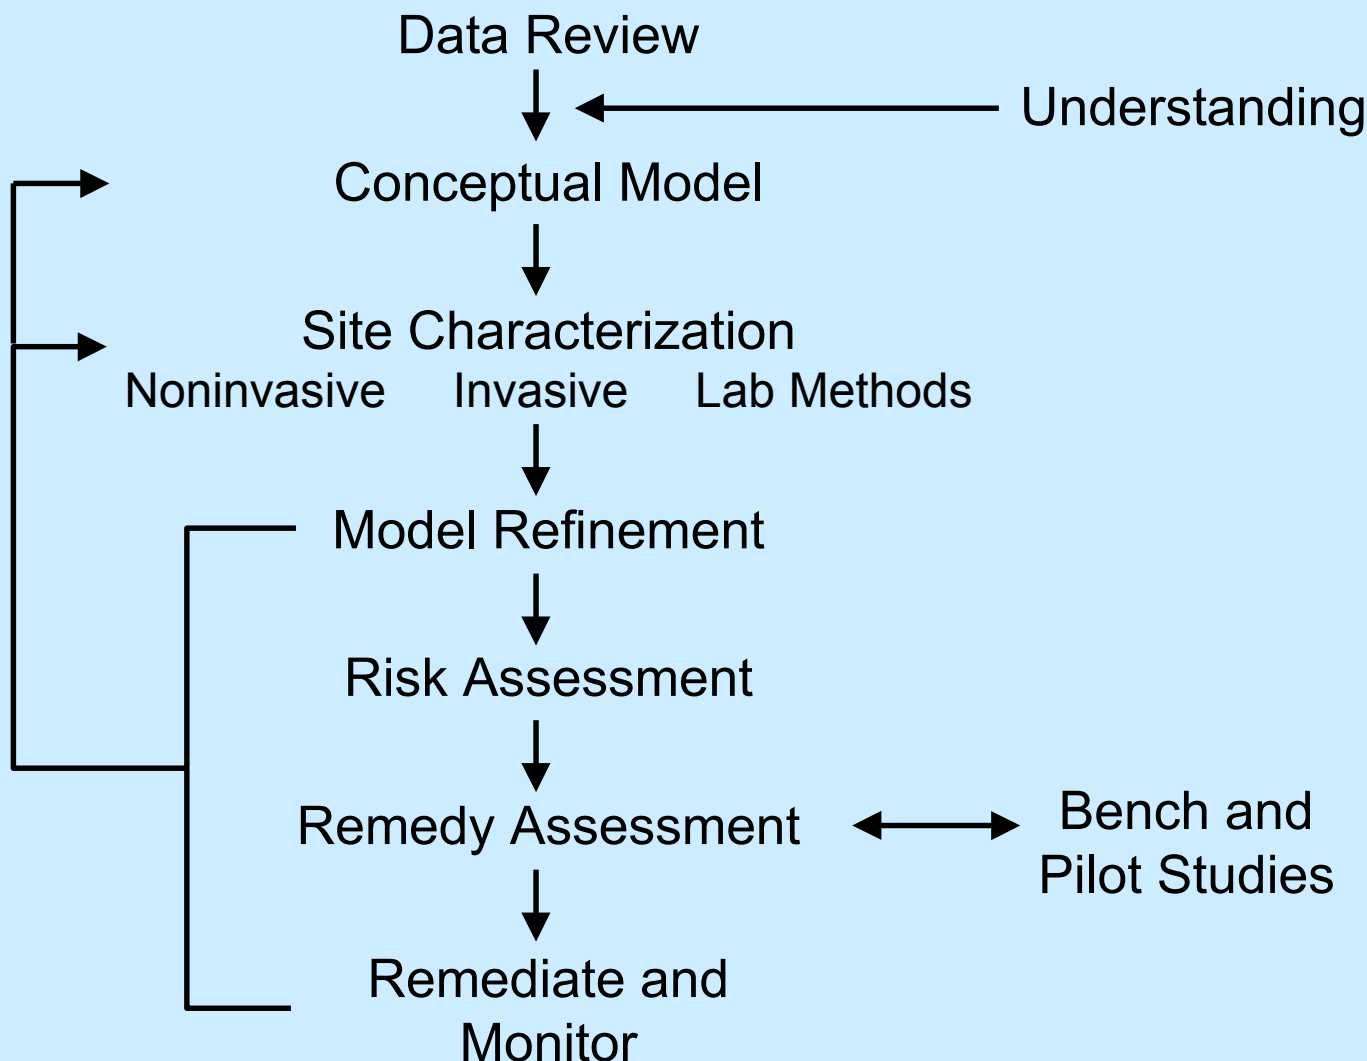 Data Review
Understanding
Conceptual Model
Site Characterization
Noninvasive Invasive Lab Methods
Model Refinement
Risk Assessment
Remedy Assessment
Bench and
Pilot Studies
Remediate and
Monitor